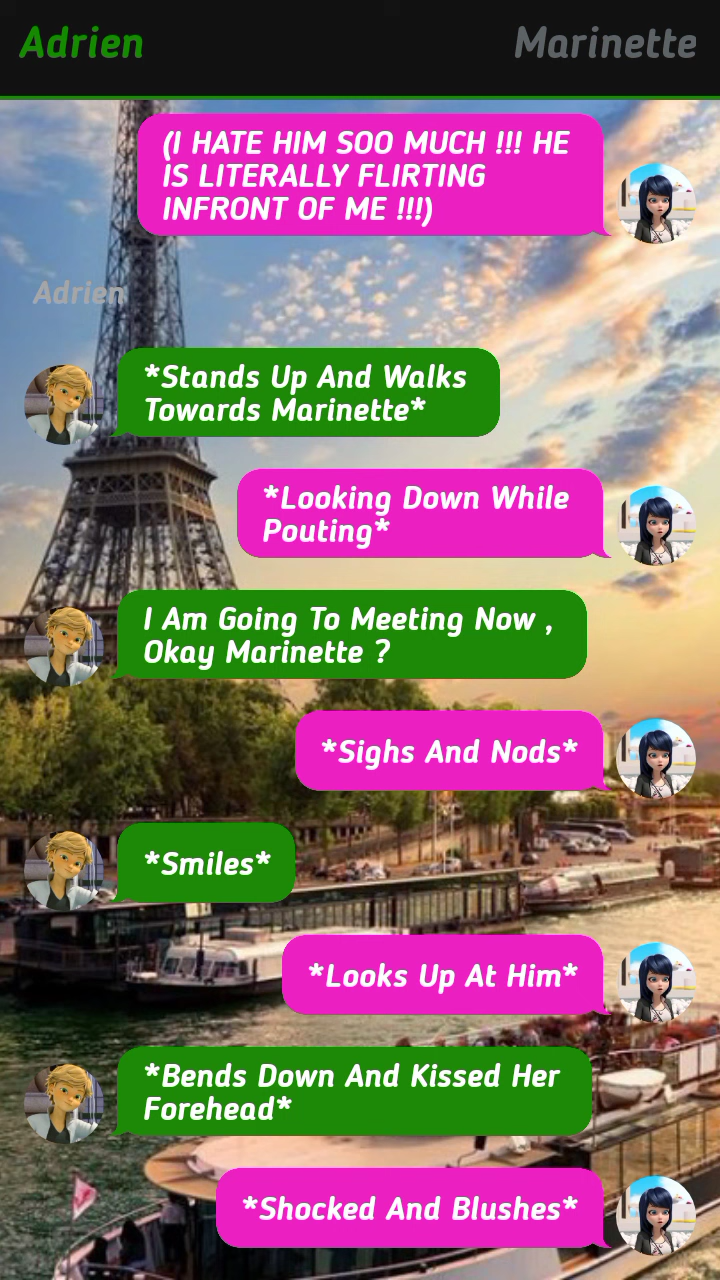 Adrien
Marinette
(I HATE HIM SOO MUCH !!! HE
IS LITERALLY FLIRTING
INFRONT OF ME !!!)
Adrien
*Stands Up And Walks
Towards Marinette*
*Looking Down While
Pouting*
I Am Going To Meeting Now ,
Okay Marinette ?
*Sighs And Nods*
*Smiles*
*Looks Up At Him*
*Bends Down And Kissed Her
Forehead*
*Shocked And Blushes*